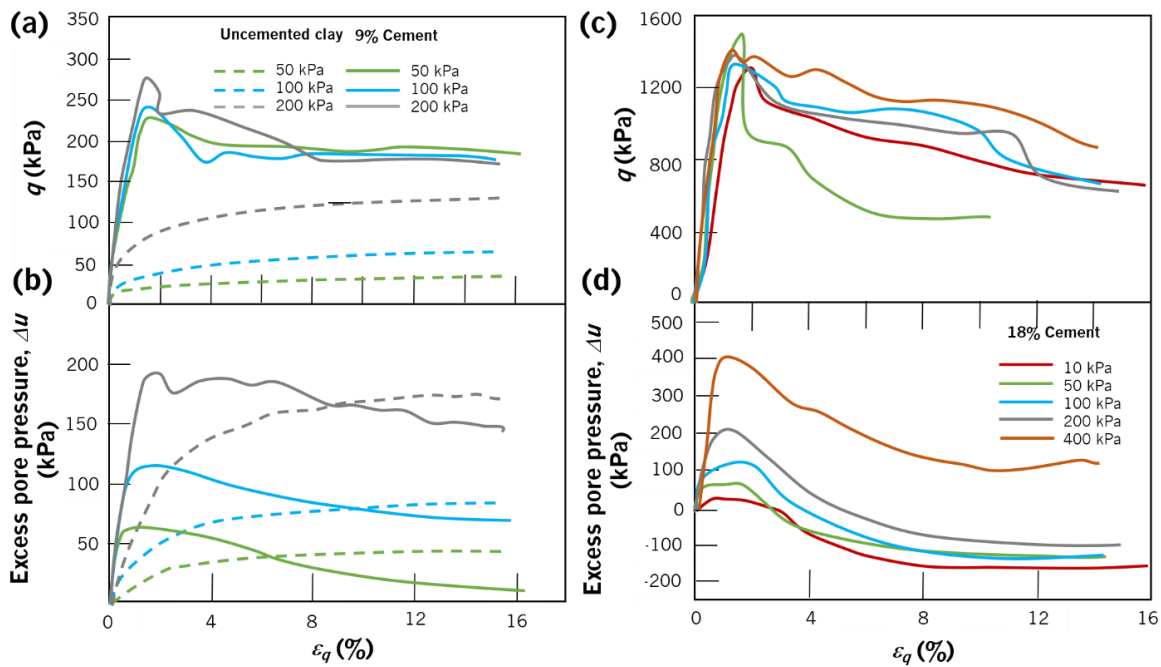 (a)
350
300
250
200
150
100
50
0
q (kPa)
Uncemented clay 9% Cement
50 kPa 50 kPa
100 kPa 100 kPa
200 kPa 200 kPa
(b)
200
150
100
50
Excess pore pressure, Δu
(kPa)
0 4 8 12 16
εq (%)
(c)
1600
1200
800
400
0
q (kPa)
(d)
500
400
300
200
100
0
-100
-200
Excess pore pressure, Δu
(kPa)
18% Cement
10 kPa
50 kPa
100 kPa
200 kPa
400 kPa
0 4 8 12 16
εq (%)